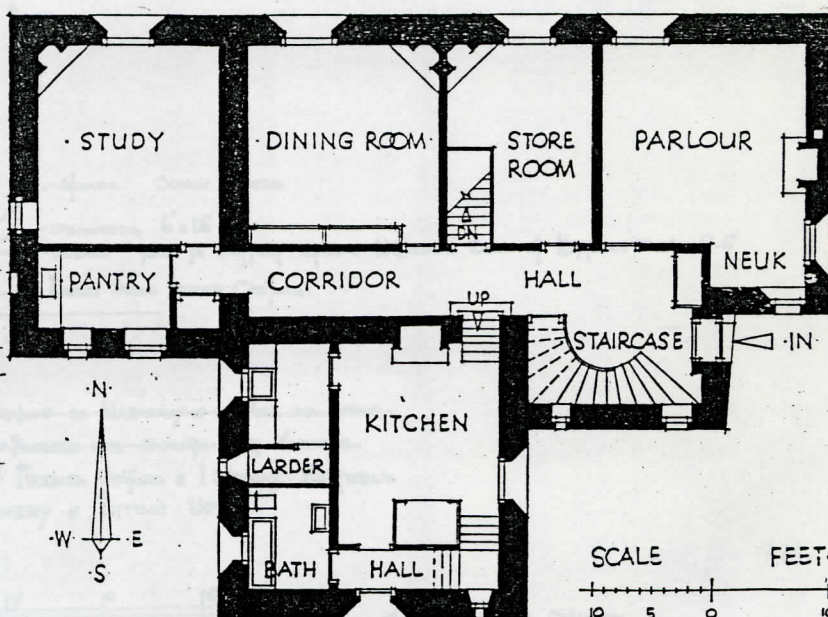 STUDY
DINING ROOM
STORE
ROOM
PARLOUR
DN
PANTRY
CORRIDOR
HALL
NEUK
UP
STAIRCASE
IN
N
KITCHEN
LARDER
W E
S
BATH
HALL
SCALE FEET
10 5 0 10